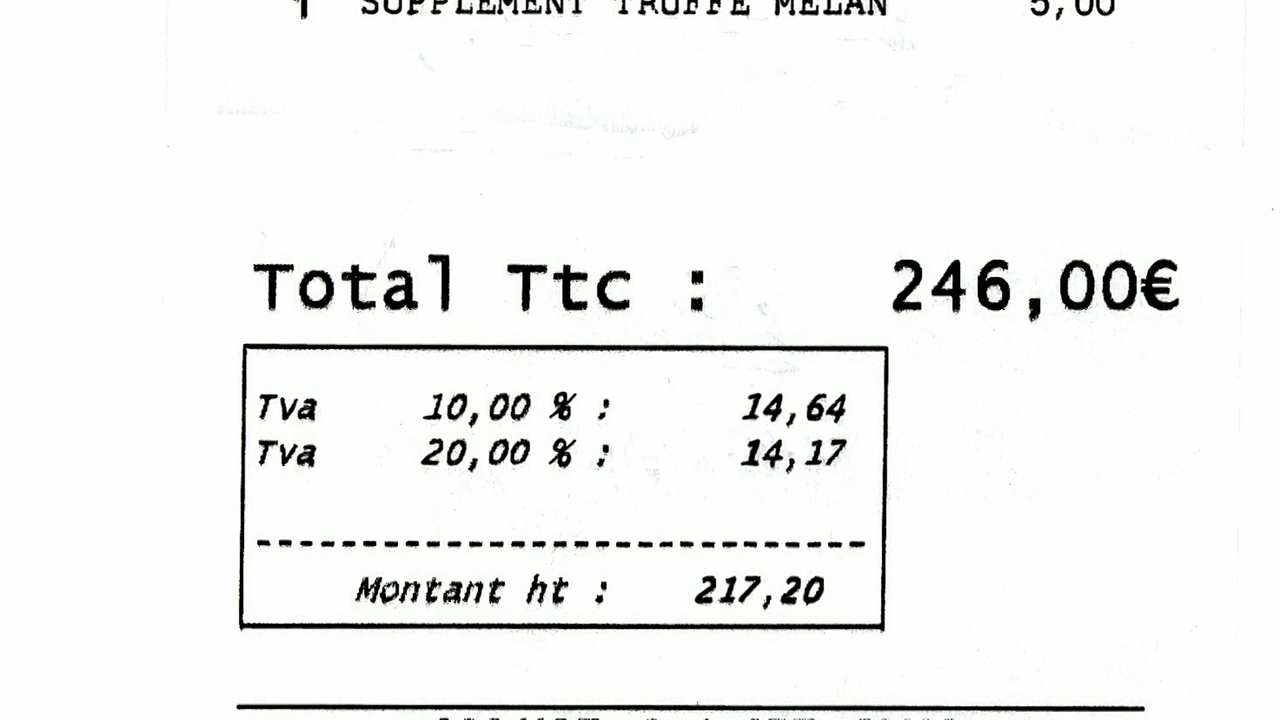 1 SUPPLEMENT TRUFFE MELAN 5,00
Total Ttc : 246,00€
Tva 10,00 % : 14,64
Tva 20,00 % : 14,17
------------------------------
Montant ht : 217,20